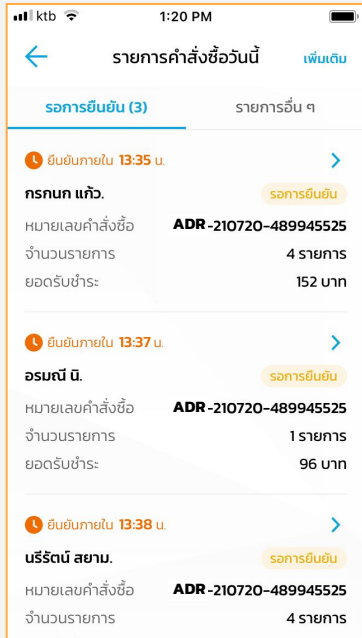 ktb 1:20 PM
รายการคำสั่งซื้อวันนี้ เพิ่มเติม
รอการยืนยัน (3) รายการอื่น ๆ
ยืนยันภายใน 13:35 น.
กรกนก แก้ว. รอการยืนยัน
หมายเลขคำสั่งซื้อ ADR-210720-489945525
จำนวนรายการ 4 รายการ
ยอดรับชำระ 152 บาท
ยืนยันภายใน 13:37 น.
อรมณี นิ. รอการยืนยัน
หมายเลขคำสั่งซื้อ ADR-210720-489945525
จำนวนรายการ 1 รายการ
ยอดรับชำระ 96 บาท
ยืนยันภายใน 13:38 น.
นรีรัตน์ สยาม. รอการยืนยัน
หมายเลขคำสั่งซื้อ ADR-210720-489945525
จำนวนรายการ 4 รายการ